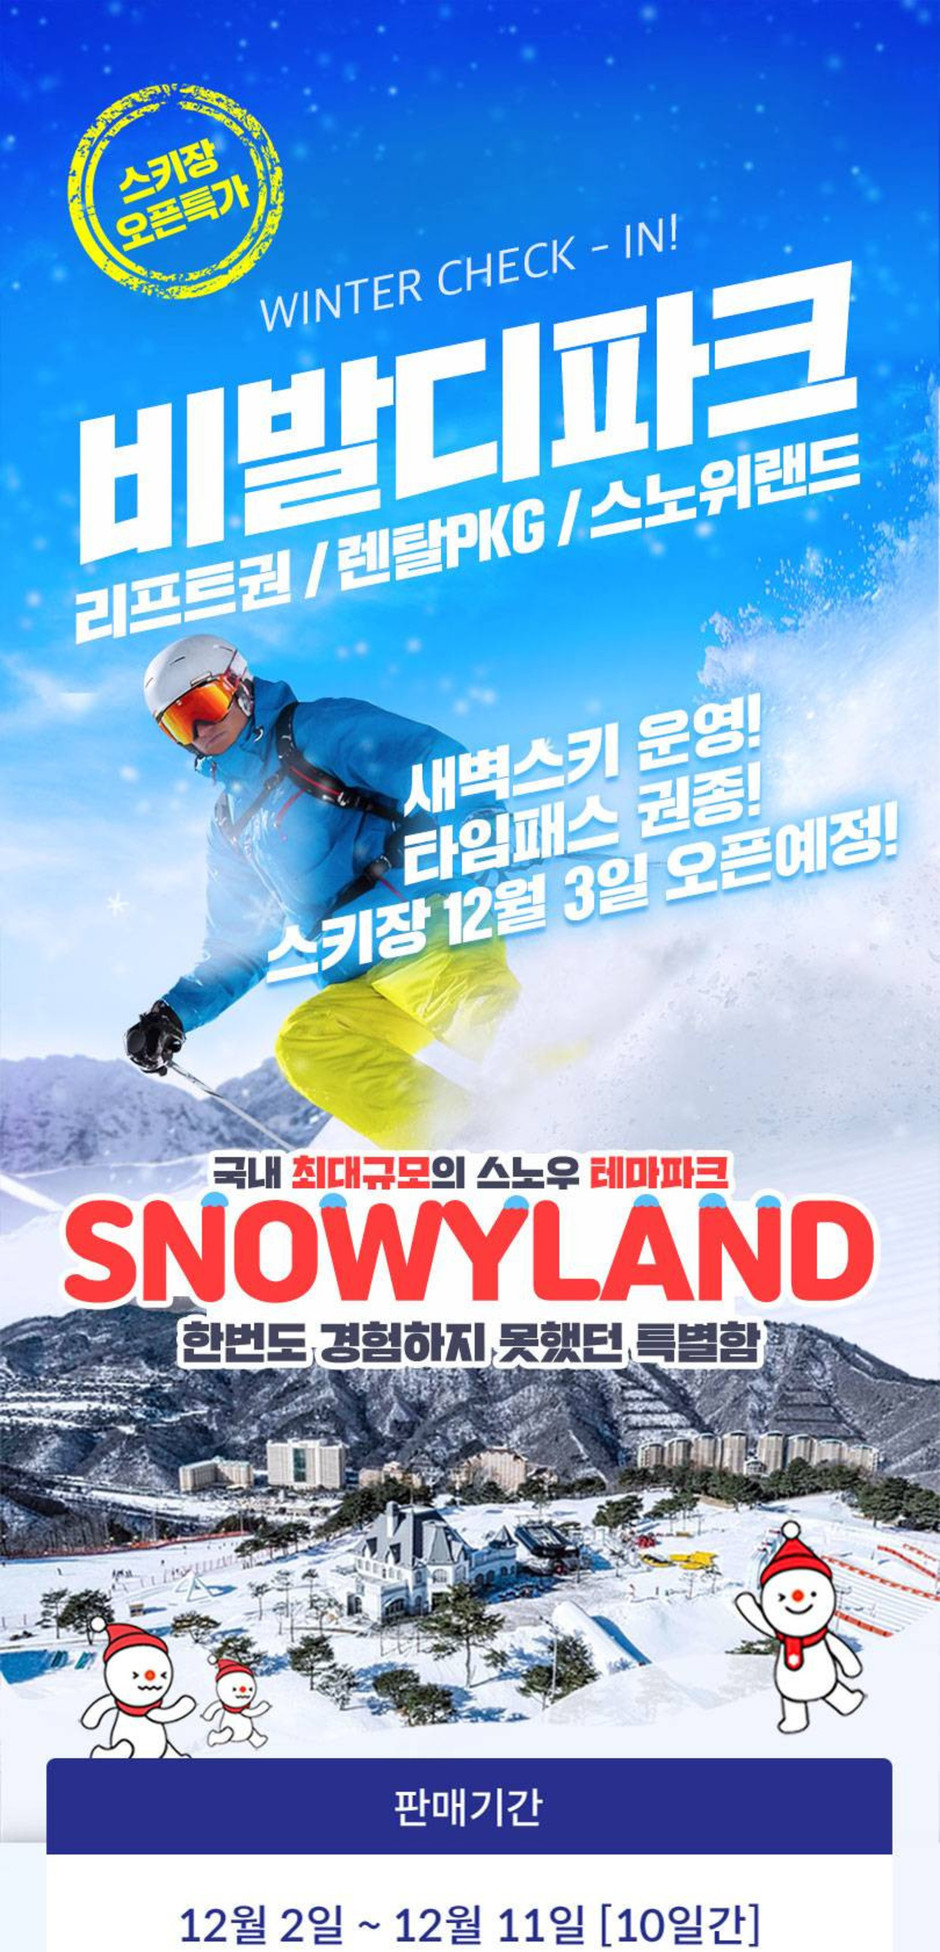 스키장
오픈특가
WINTER CHECK - IN!
비발디파크
리프트권 / 렌탈PKG / 스노위랜드
새벽스키 운영!
타임패스 권종!
스키장 12월 3일 오픈예정!
국내 최대규모의 스노우 테마파크
SNOWYLAND
한번도 경험하지 못했던 특별함
판매기간
12월 2일 ~ 12월 11일 [10일간]